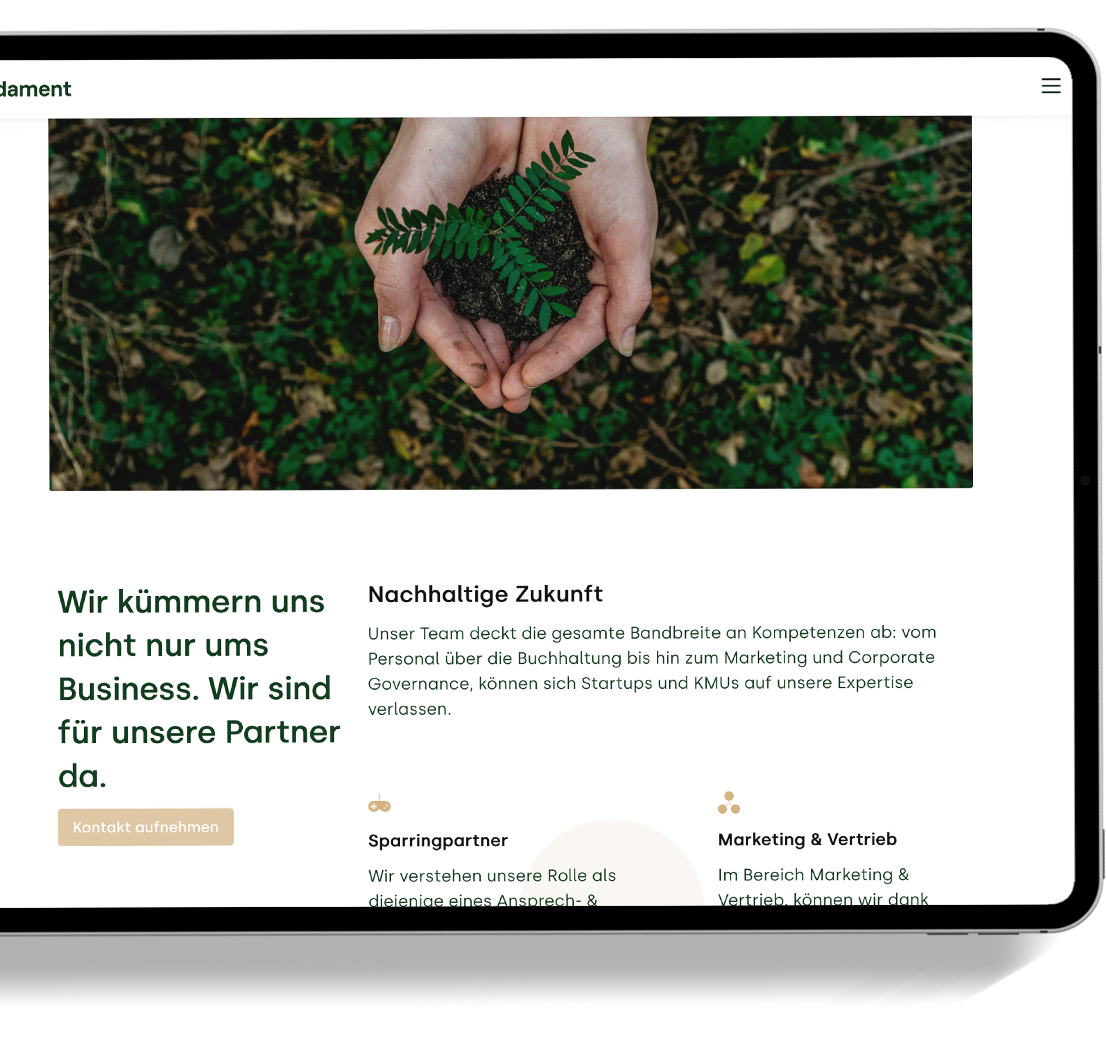 dament
Wir kümmern uns
nicht nur ums
Business. Wir sind
für unsere Partner
da.
Kontakt aufnehmen
Nachhaltige Zukunft
Unser Team deckt die gesamte Bandbreite an Kompetenzen ab: vom
Personal über die Buchhaltung bis hin zum Marketing und Corporate
Governance, können sich Startups und KMUs auf unsere Expertise
verlassen.
Sparringpartner
Wir verstehen unsere Rolle als
diejenige eines Ansprech- &
Marketing & Vertrieb
Im Bereich Marketing &
Vertrieb, können wir dank